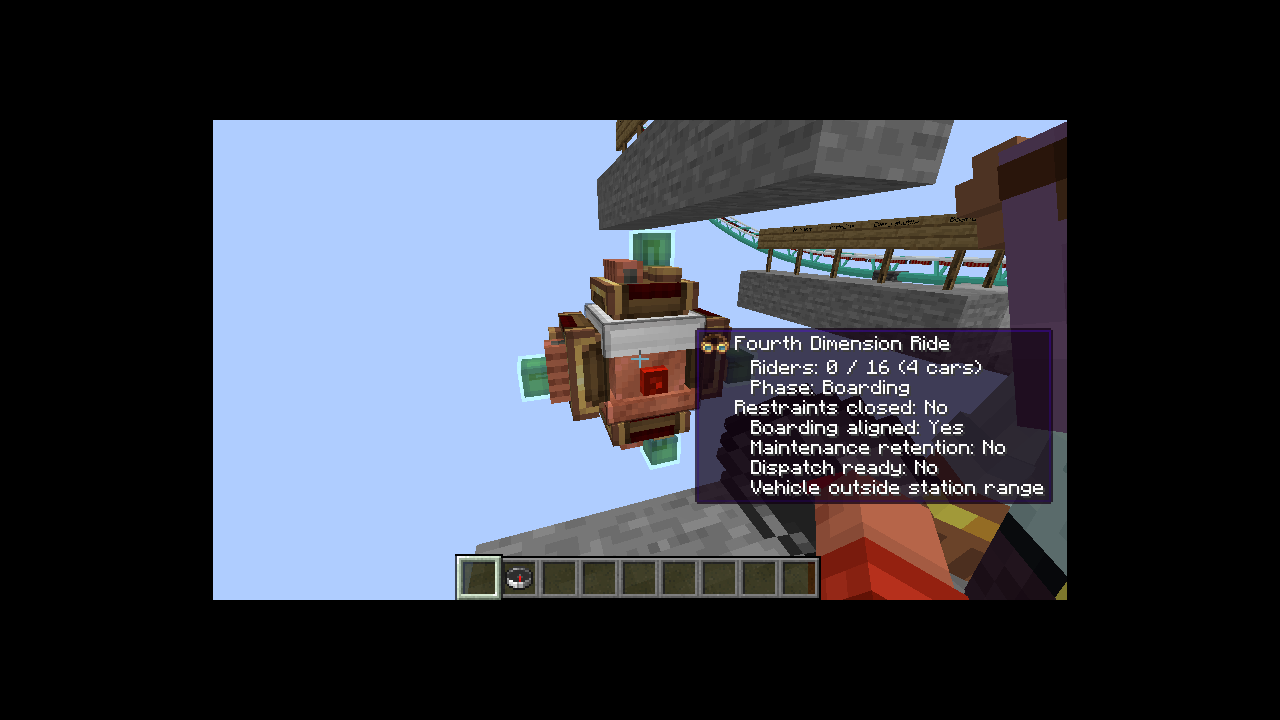 Fourth Dimension Ride
Riders: 0 / 16 (4 cars)
Phase: Boarding
Restraints closed: No
Boarding aligned: Yes
Maintenance retention: No
Dispatch ready: No
Vehicle outside station range